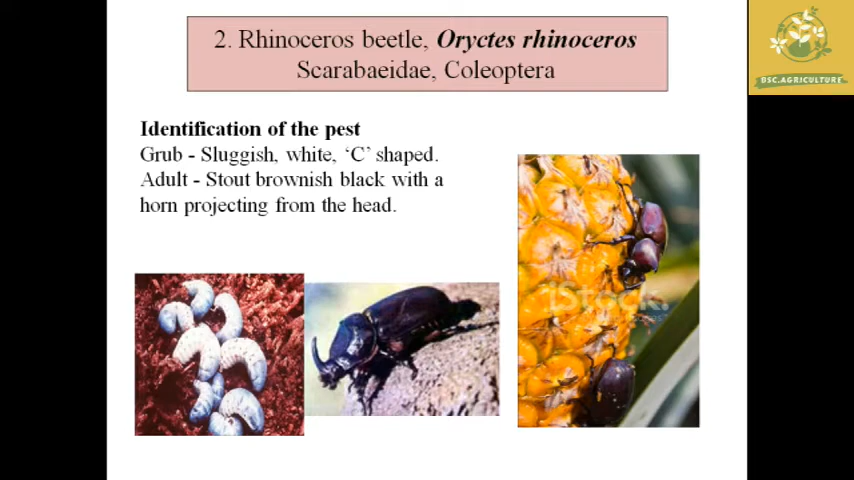 2. Rhinoceros beetle, Oryctes rhinoceros
Scarabaeidae, Coleoptera
DSC.AGRICULTURE
Identification of the pest
Grub - Sluggish, white, ‘C’ shaped.
Adult - Stout brownish black with a
horn projecting from the head.
iStock